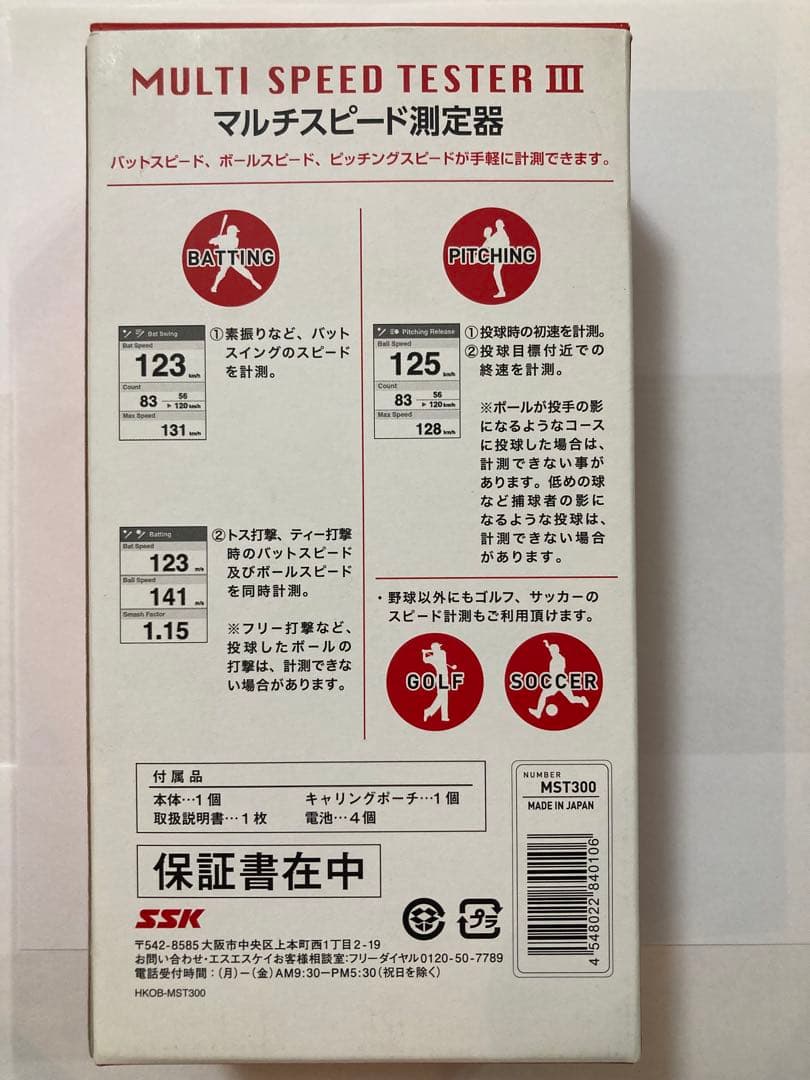 MULTI SPEED TESTER III
マルチスピード測定器
バットスピード、ボールスピード、ピッチングスピードが手軽に計測できます。
BATTING
Bat Swing
Bat Speed
123 km/h
Count
83 56
▶ 120 km/h
Max Speed
131 km/h
①素振りなど、バット
スイングのスピード
を計測。
Batting
Bat Speed
123 m/s
Ball Speed
141 m/s
Smash Factor
1.15
②トス打撃、ティー打撃
時のバットスピード
及びボールスピード
を同時計測。
※フリー打撃など、
投球したボールの
打撃は、計測できな
い場合があります。
PITCHING
Pitching Release
Ball Speed
125 km/h
Count
83 56
▶ 120 km/h
Max Speed
128 km/h
①投球時の初速を計測。
②投球目標付近での
終速を計測。
※ボールが投手の影
になるようなコース
に投球した場合は、
計測できない事が
あります。低めの球
など捕球者の影に
なるような投球は、
計測できない場合
があります。
・野球以外にもゴルフ、サッカーの
スピード計測もご利用頂けます。
GOLF
SOCCER
付属品
本体…1個 キャリングポーチ…1個
取扱説明書…1枚 電池…4個
保証書在中
NUMBER
MST300
MADE IN JAPAN
4 548022 840106
SSK
プラ
〒542-8585 大阪市中央区上本町西1丁目2-19
お問い合わせ・エスエスケイお客様相談室:フリーダイヤル0120-50-7789
電話受付時間:(月)ー(金)AM9:30ーPM5:30(祝日を除く)
HKOB-MST300